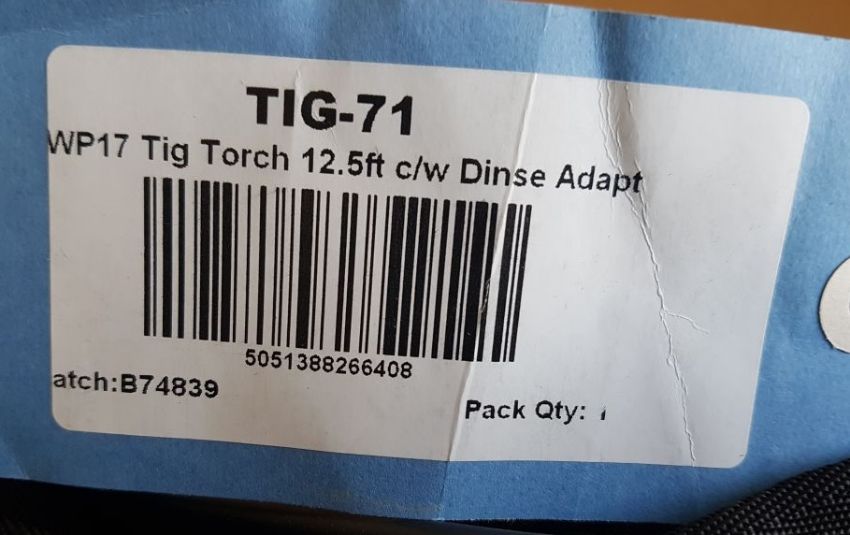 TIG-71
WP17 Tig Torch 12.5ft c/w Dinse Adapt
5051388266408
atch:B74839
Pack Qty: